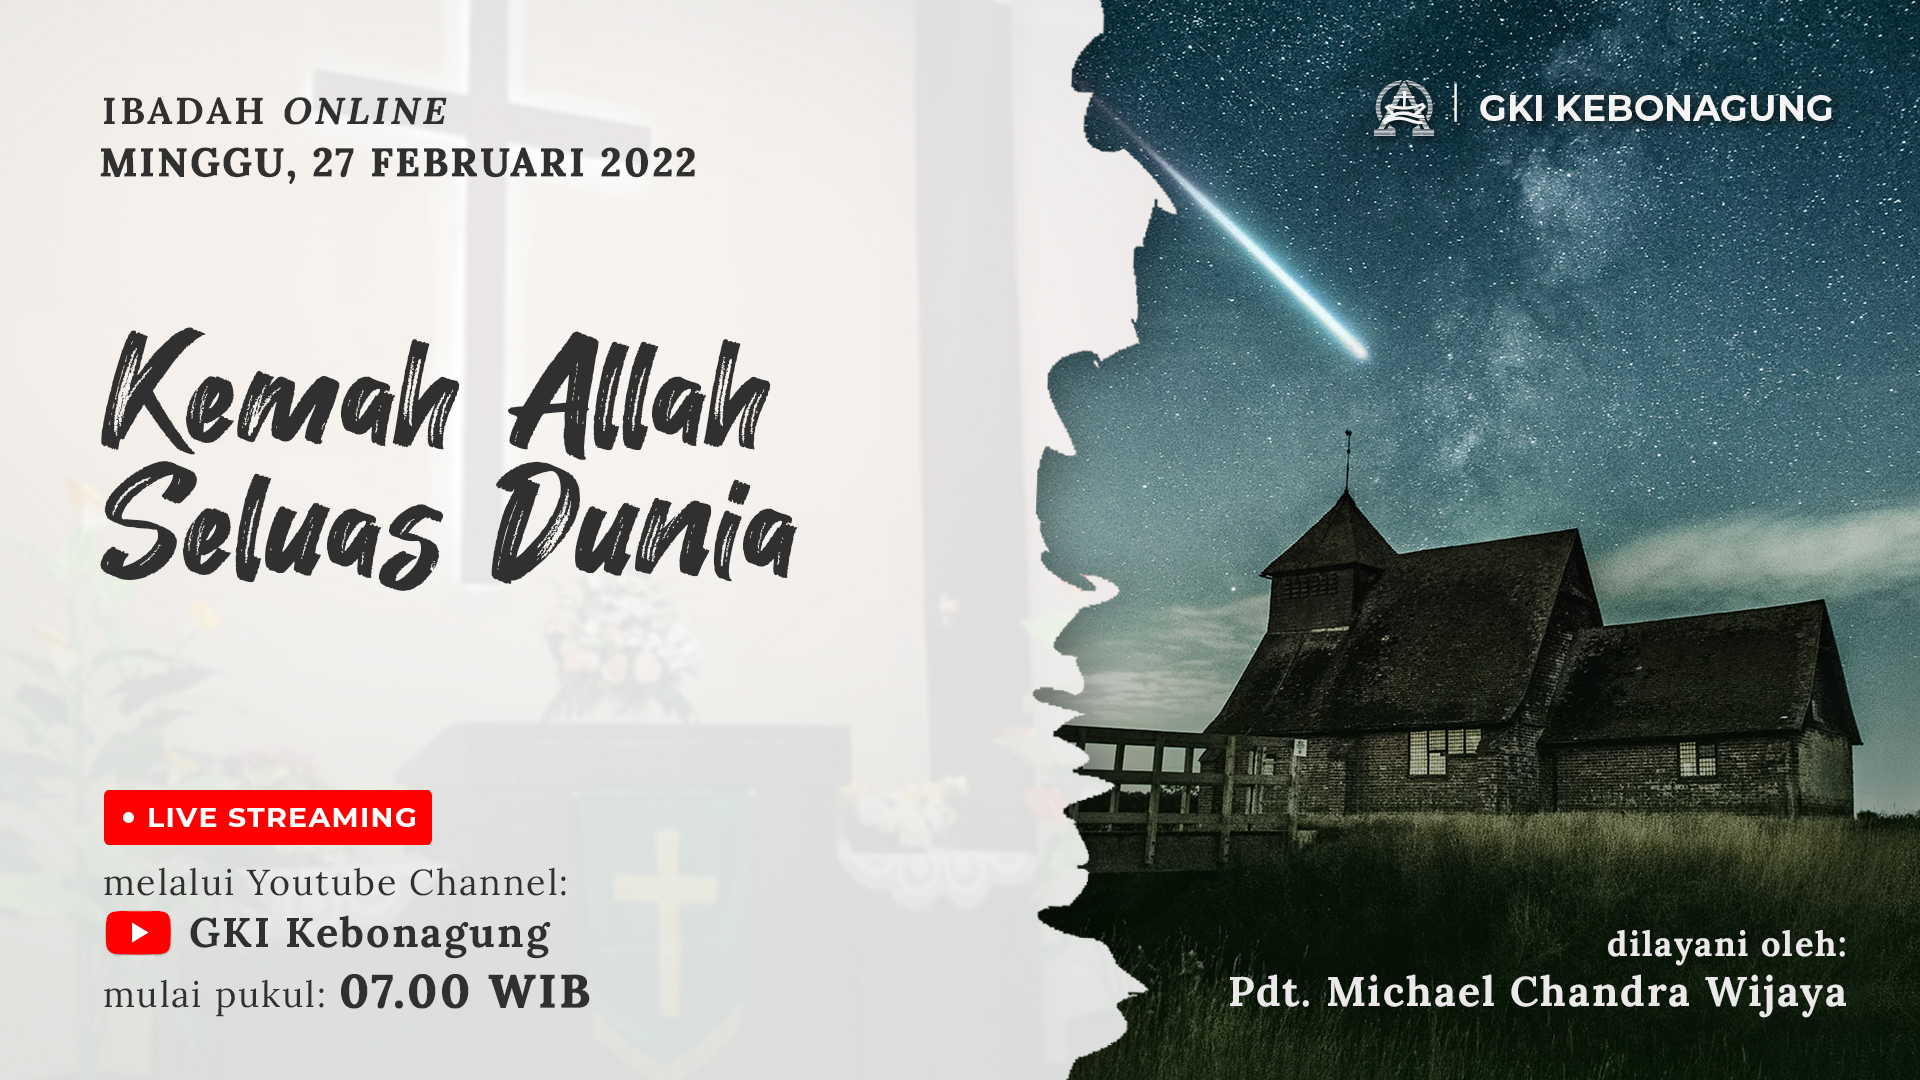 IBADAH ONLINE
MINGGU, 27 FEBRUARI 2022
GKI KEBONAGUNG
Kemah Allah
Seluas Dunia
• LIVE STREAMING
melalui Youtube Channel:
GKI Kebonagung
mulai pukul: 07.00 WIB
dilayani oleh:
Pdt. Michael Chandra Wijaya